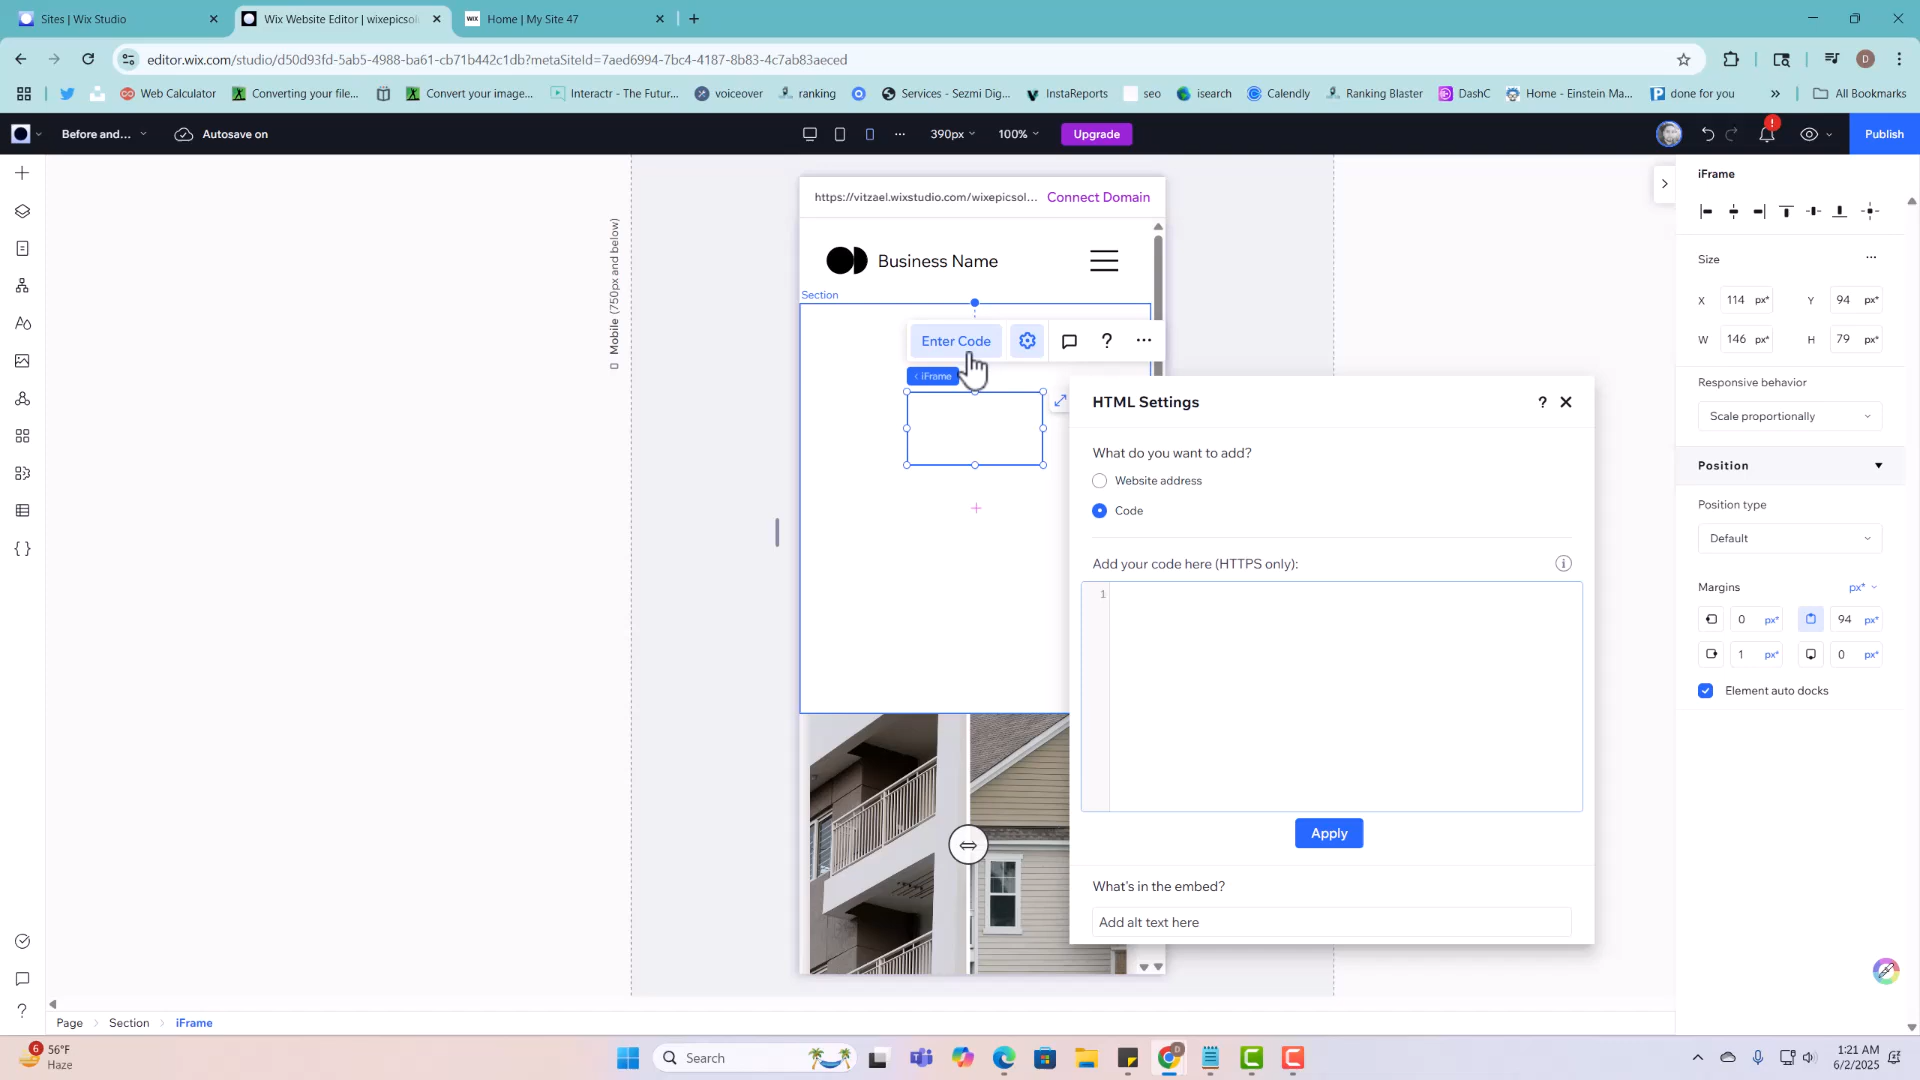 Sites | Wix Studio
Wix Website Editor | wixepicsol
WIX Home | My Site 47
editor.wix.com/studio/d50d93fd-5ab5-4988-ba61-cb71b442c1db?metaSiteId=7aed6994-7bc4-4187-8b83-4c7ab83aeced
D
Web Calculator
Converting your file...
Convert your image...
Interactr - The Futur...
voiceover
ranking
Services - Sezmi Dig...
InstaReports
seo
isearch
Calendly
Ranking Blaster
DashC
Home - Einstein Ma...
done for you
All Bookmarks
Before and...
Autosave on
390px
100%
Upgrade
!
Publish
https://vitzael.wixstudio.com/wixepicsol...
Connect Domain
Business Name
Section
Mobile (750px and below)
Enter Code
?
iFrame
HTML Settings
?
What do you want to add?
Website address
Code
Add your code here (HTTPS only):
1
Apply
What's in the embed?
Add alt text here
iFrame
Size
X 114 px*
Y 94 px*
W 146 px*
H 79 px*
Responsive behavior
Scale proportionally
Position
Position type
Default
Margins
px*
0 px*
94 px*
1 px*
0 px*
Element auto docks
{ }
?
Page
Section
iFrame
6
56°F
Haze
Search
D
1:21 AM
6/2/2025